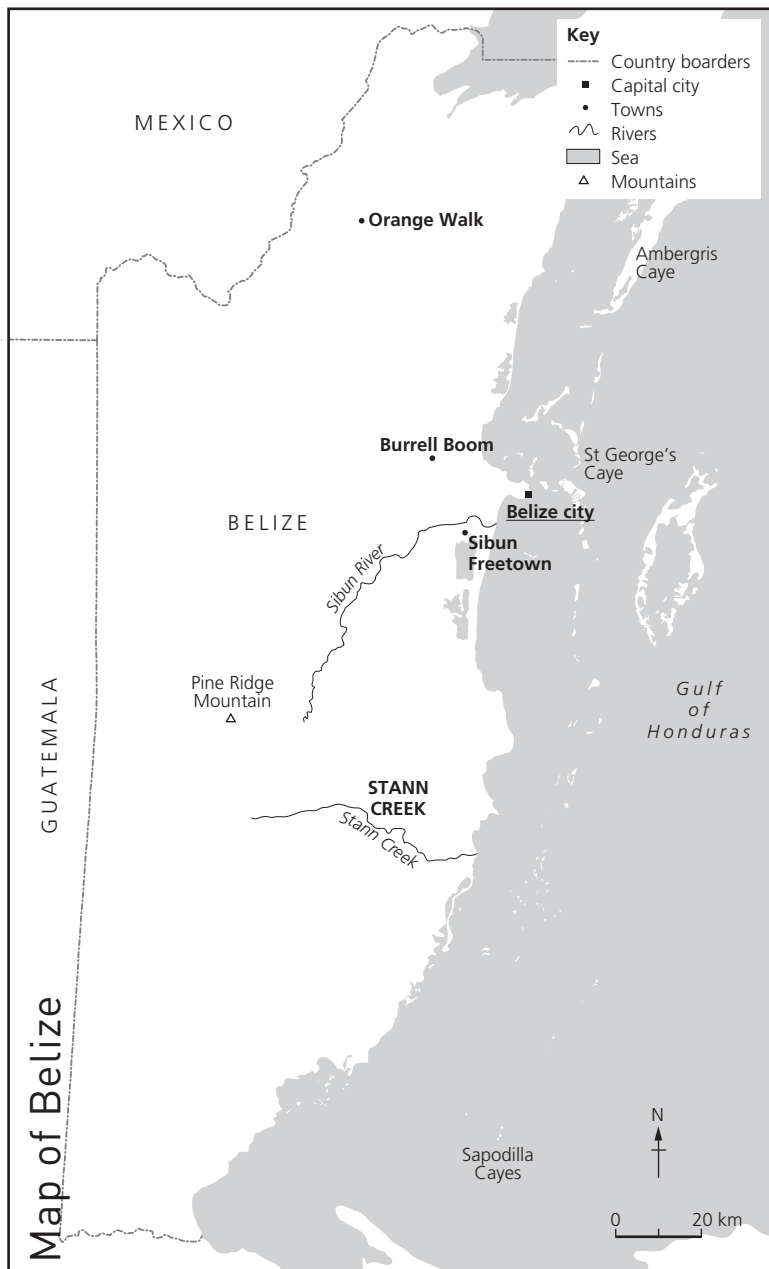 Key
Country boarders
Capital city
Towns
Rivers
Sea
Mountains
MEXICO
Orange Walk
Ambergris
Caye
Burrell Boom
St George's
Caye
BELIZE
Belize city
Sibun
Freetown
Sibun River
Pine Ridge
Mountain
Gulf
of
Honduras
GUATEMALA
STANN
CREEK
Stann Creek
Map of Belize
Sapodilla
Cayes
N
0 20 km